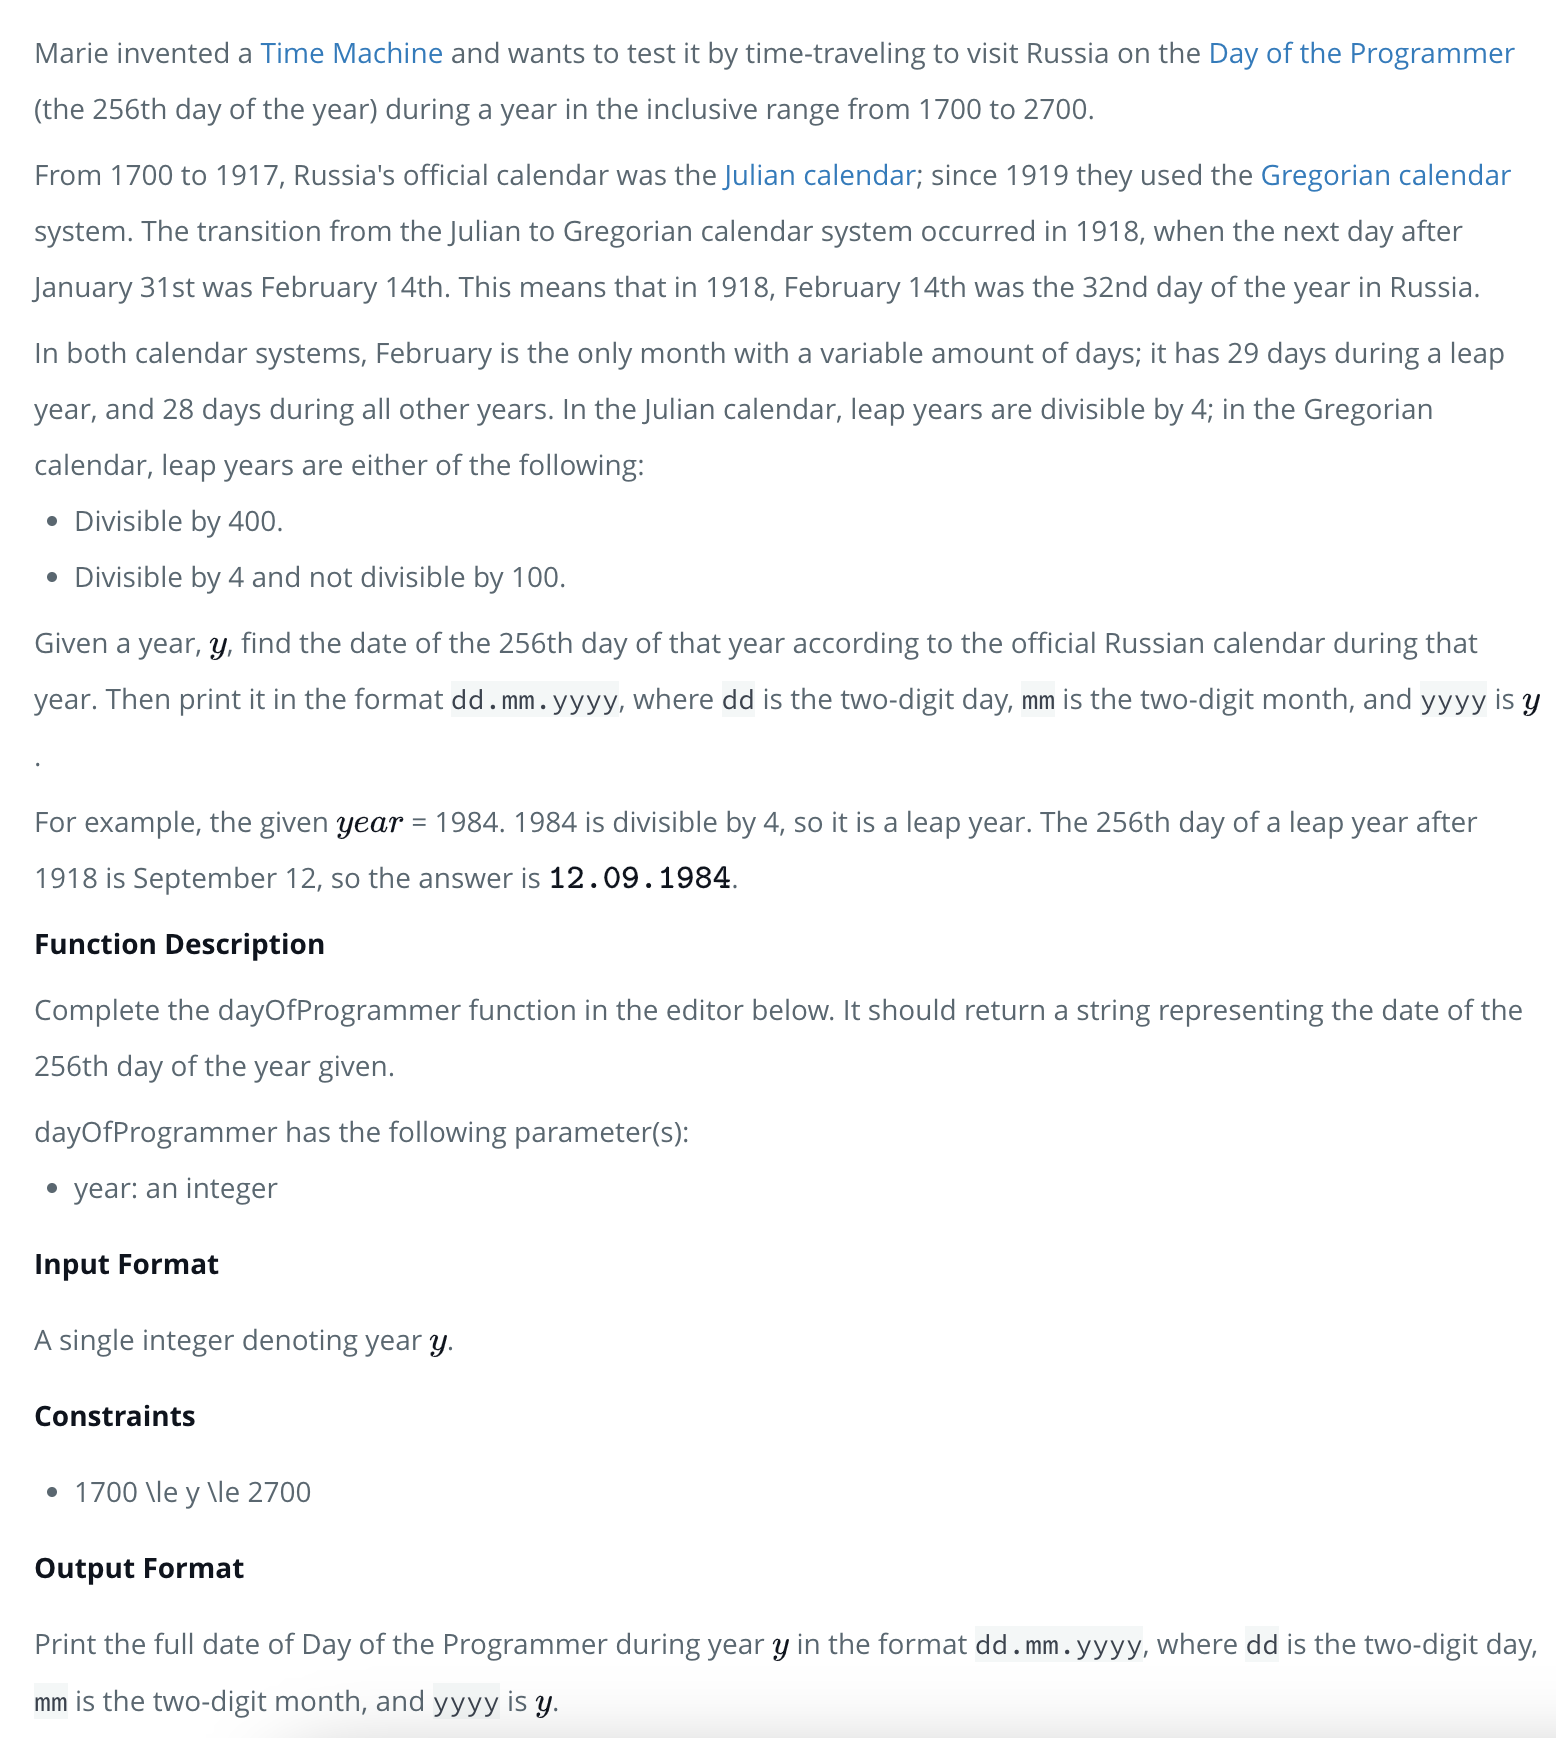 Marie invented a Time Machine and wants to test it by time-traveling to visit Russia on the Day of the Programmer
(the 256th day of the year) during a year in the inclusive range from 1700 to 2700.
From 1700 to 1917, Russia's official calendar was the Julian calendar; since 1919 they used the Gregorian calendar
system. The transition from the Julian to Gregorian calendar system occurred in 1918, when the next day after
January 31st was February 14th. This means that in 1918, February 14th was the 32nd day of the year in Russia.
In both calendar systems, February is the only month with a variable amount of days; it has 29 days during a leap
year, and 28 days during all other years. In the Julian calendar, leap years are divisible by 4; in the Gregorian
calendar, leap years are either of the following:
• Divisible by 400.
• Divisible by 4 and not divisible by 100.
Given a year, y, find the date of the 256th day of that year according to the official Russian calendar during that
year. Then print it in the format dd.mm.yyyy, where dd is the two-digit day, mm is the two-digit month, and yyyy is y
.
For example, the given year = 1984. 1984 is divisible by 4, so it is a leap year. The 256th day of a leap year after
1918 is September 12, so the answer is 12.09.1984.
Function Description
Complete the dayOfProgrammer function in the editor below. It should return a string representing the date of the
256th day of the year given.
dayOfProgrammer has the following parameter(s):
• year: an integer
Input Format
A single integer denoting year y.
Constraints
• 1700 \le y \le 2700
Output Format
Print the full date of Day of the Programmer during year y in the format dd.mm.yyyy, where dd is the two-digit day,
mm is the two-digit month, and yyyy is y.